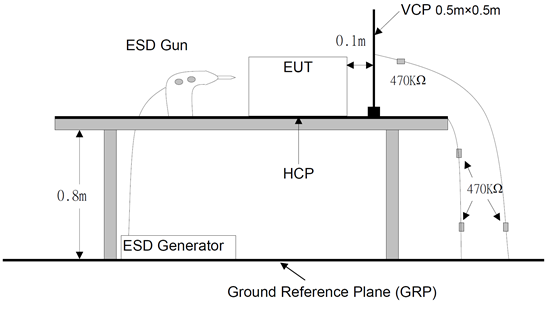 VCP 0.5m×0.5m
0.1m
ESD Gun
EUT
470KΩ
HCP
0.8m
470KΩ
ESD Generator
Ground Reference Plane (GRP)